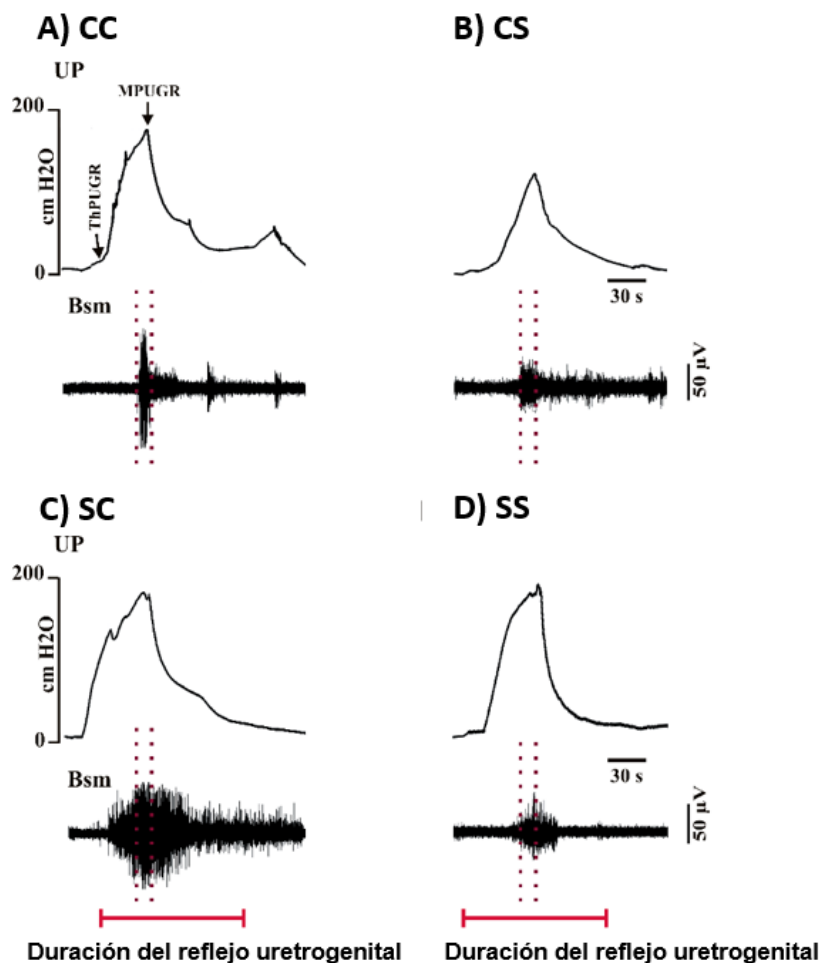 A) CC
B) CS
UP
200
MPUGR
cm H2O
ThPUGR
0
30 s
Bsm
50 µV
C) SC
D) SS
UP
200
cm H2O
0
30 s
Bsm
50 µV
Duración del reflejo uretrogenital
Duración del reflejo uretrogenital